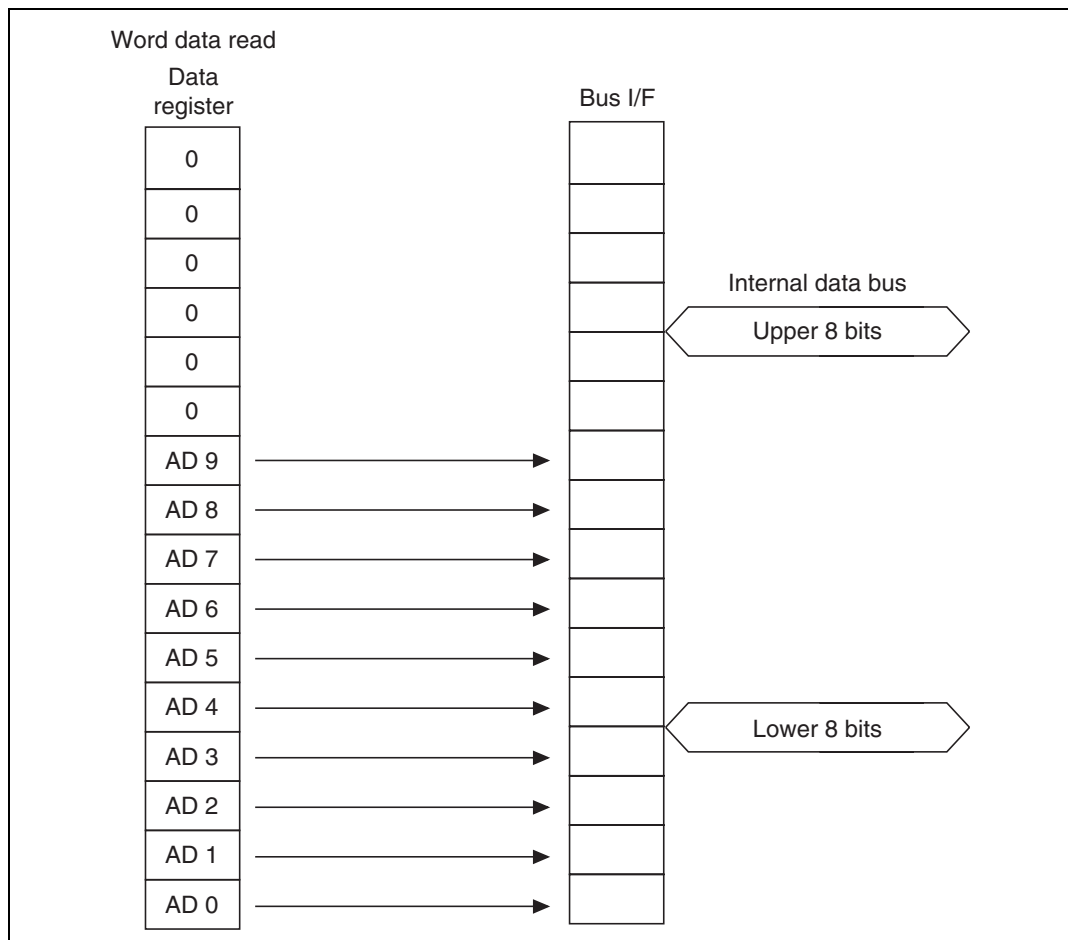 Word data read
Data
register
Bus I/F
0
0
0
Internal data bus
0
Upper 8 bits
0
0
AD 9
AD 8
AD 7
AD 6
AD 5
AD 4
Lower 8 bits
AD 3
AD 2
AD 1
AD 0